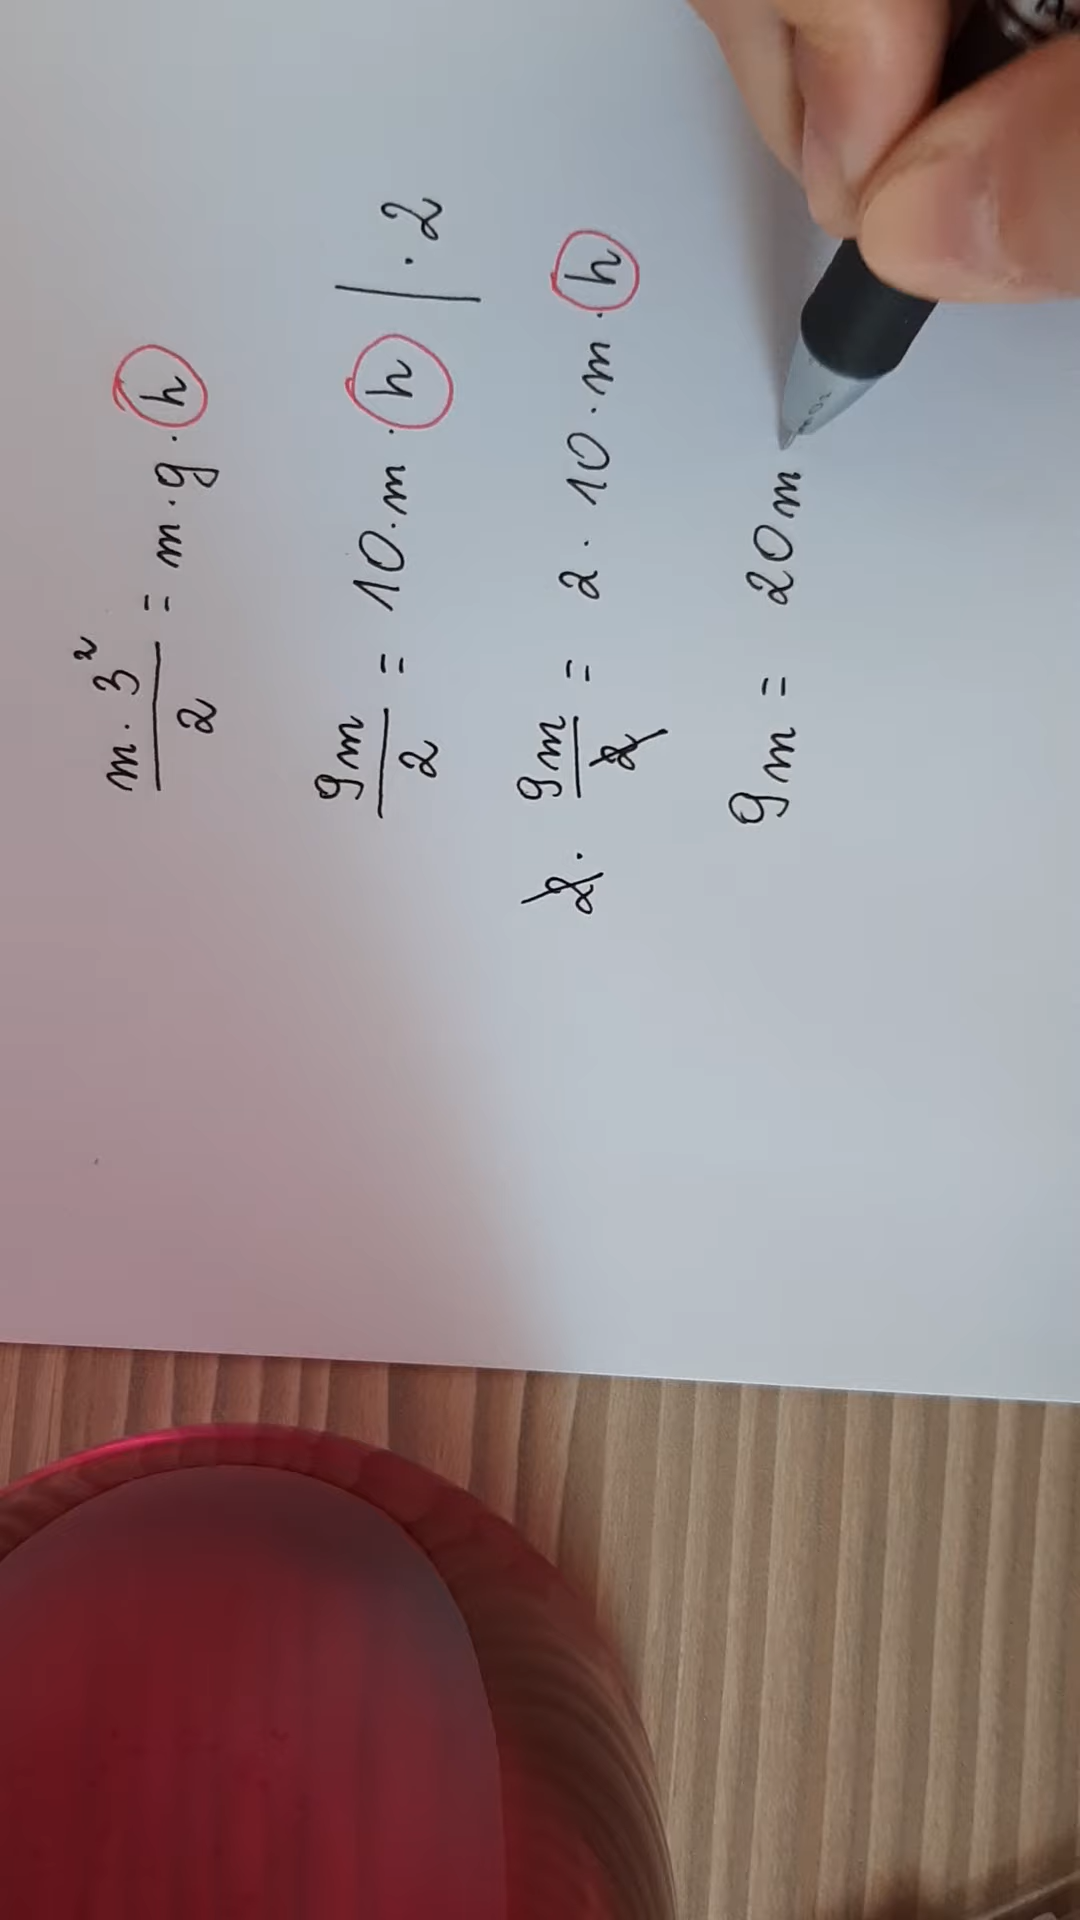 m · 3² / 2 = m · g · h
9m / 2 = 10 · m · h | · 2
2 · 9m / 2 = 2 · 10 · m · h
9m = 20m